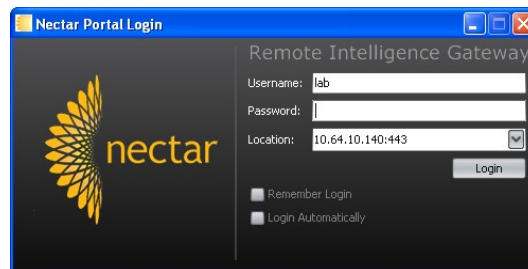 Nectar Portal Login
Remote Intelligence Gateway
Username: lab
Password:
nectar
Location: 10.64.10.140:443
Login
Remember Login
Login Automatically